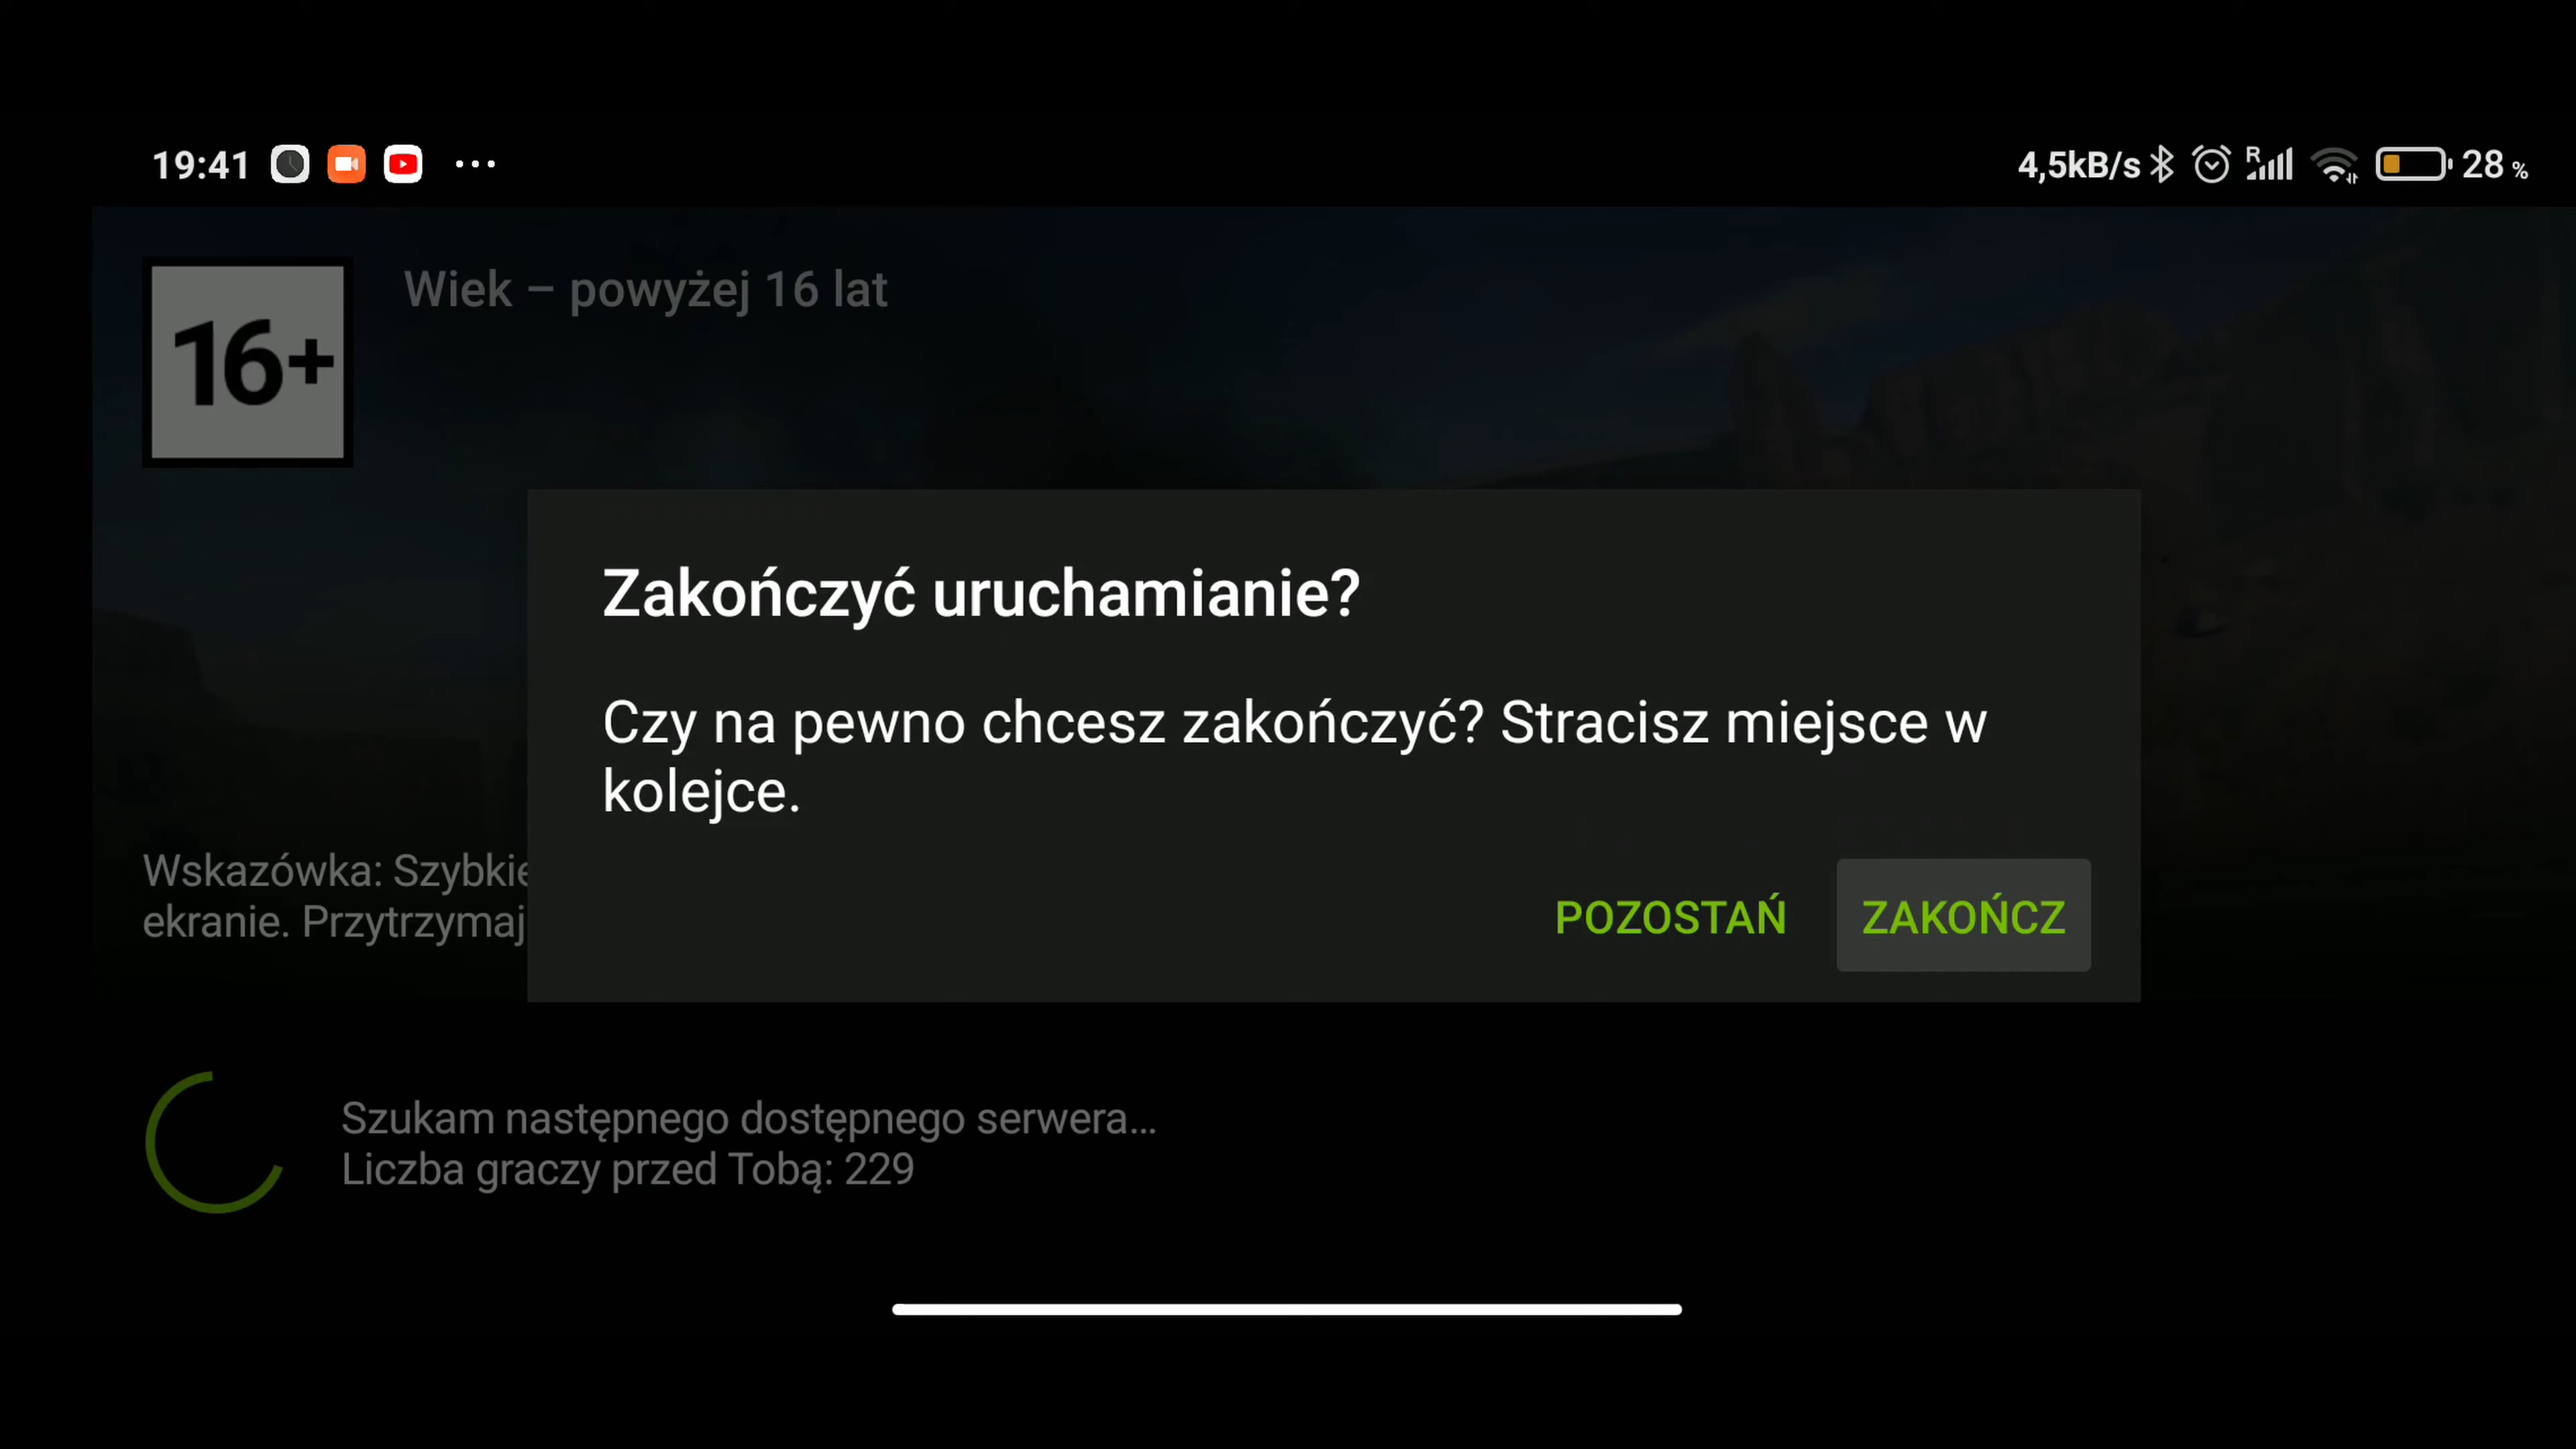 19:41
4,5kB/s
R
28 %
16+
Wiek – powyżej 16 lat
Zakończyć uruchamianie?
Czy na pewno chcesz zakończyć? Stracisz miejsce w
kolejce.
POZOSTAŃ
ZAKOŃCZ
Wskazówka:
ekranie. Przytrzymaj
Szukam następnego dostępnego serwera...
Liczba graczy przed Tobą: 229